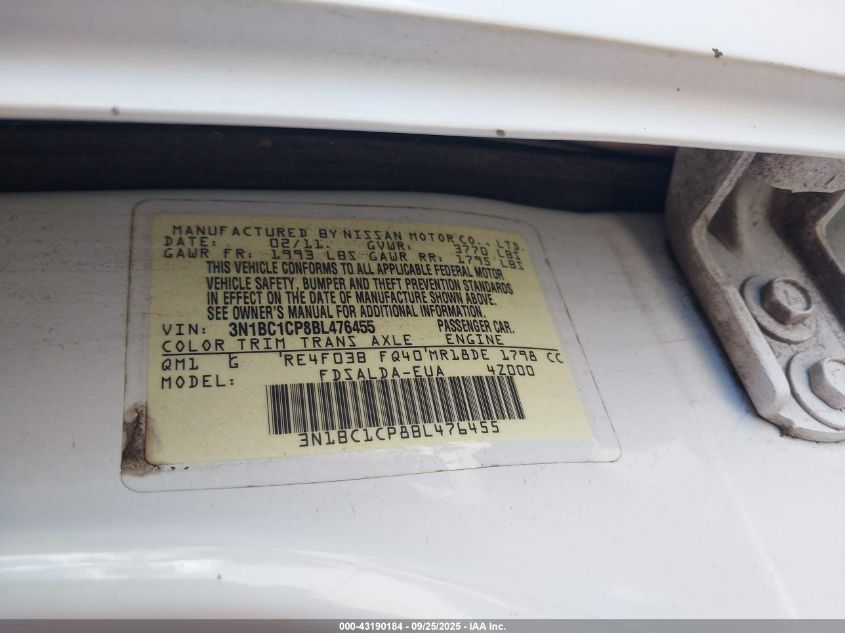 MANUFACTURED BY NISSAN MOTOR CO., LTD.
DATE: 02/11. GVWR: 3770 LBS
GAWR FR: 1993 LBS GAWR RR: 1795 LBS
THIS VEHICLE CONFORMS TO ALL APPLICABLE FEDERAL MOTOR
VEHICLE SAFETY, BUMPER AND THEFT PREVENTION STANDARDS
IN EFFECT ON THE DATE OF MANUFACTURE SHOWN ABOVE.
SEE OWNER'S MANUAL FOR ADDITIONAL INFORMATION.
VIN: 3N1BC1CP8BL476455 PASSENGER CAR.
COLOR TRIM TRANS AXLE ENGINE
QM1 G RE4F03B FQ40 MR18DE 1798 CC
MODEL: FDSALDA-EUA 4Z000
3N1BC1CP8BL476455
000-43190184 - 09/25/2025 - IAA Inc.